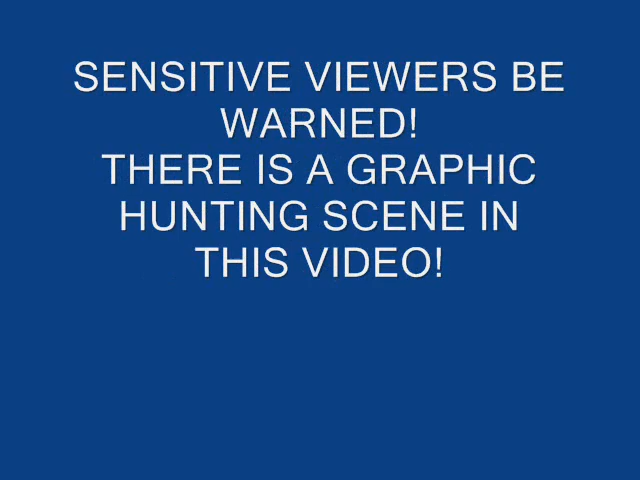 SENSITIVE VIEWERS BE
WARNED!
THERE IS A GRAPHIC
HUNTING SCENE IN
THIS VIDEO!